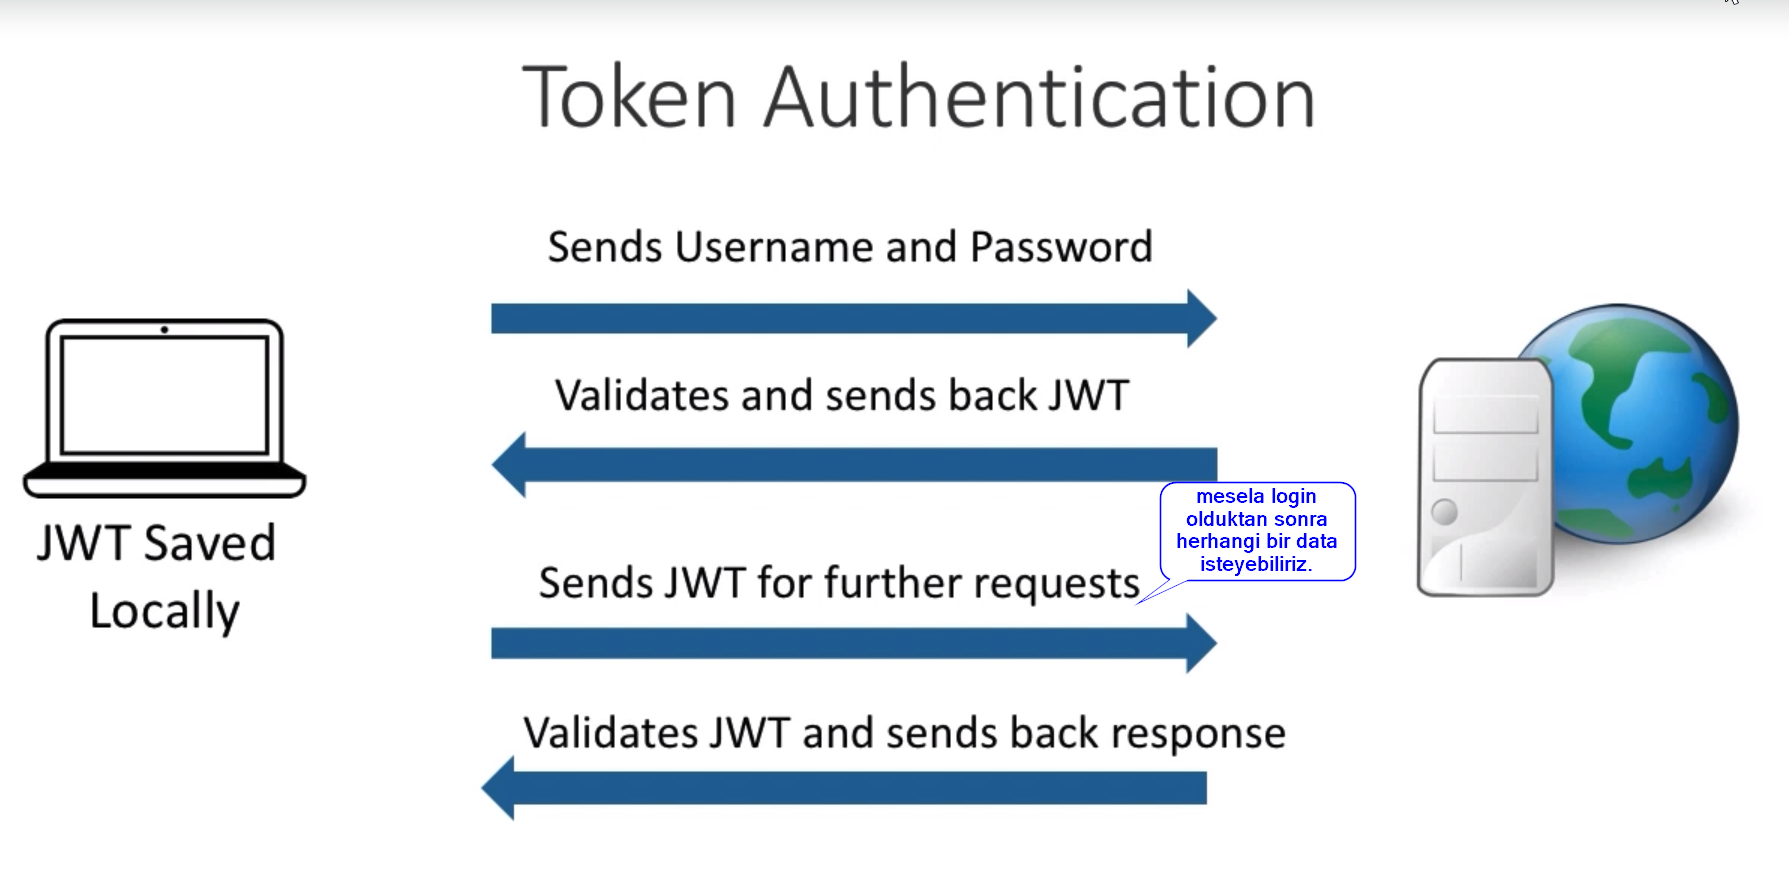 Token Authentication
Sends Username and Password
Validates and sends back JWT
mesela login
olduktan sonra
herhangi bir data
isteyebiliriz.
JWT Saved
Locally
Sends JWT for further requests
Validates JWT and sends back response